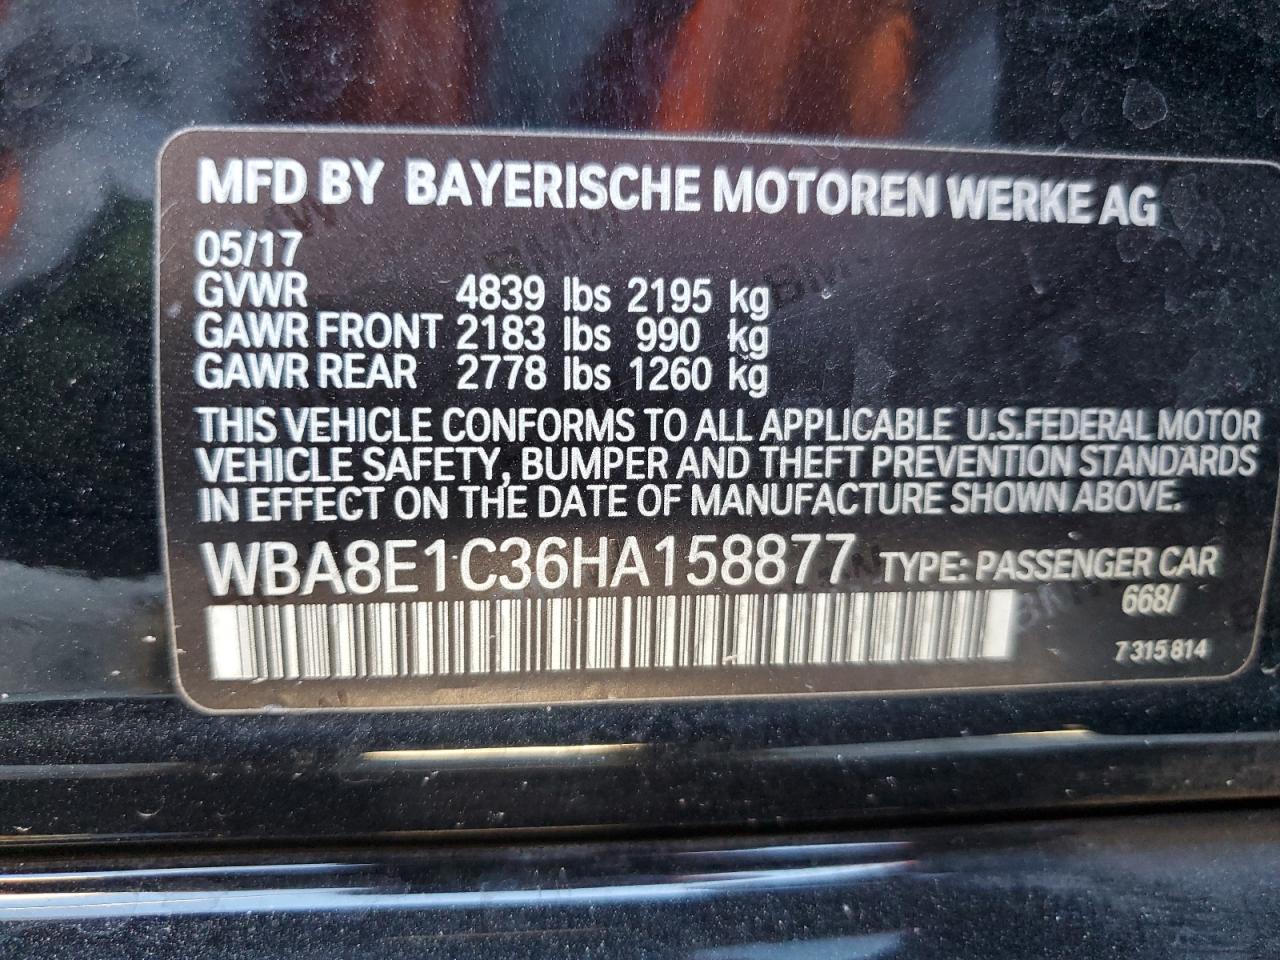 MFD BY BAYERISCHE MOTOREN WERKE AG
05/17
GVWR 4839 lbs 2195 kg
GAWR FRONT 2183 lbs 990 kg
GAWR REAR 2778 lbs 1260 kg
THIS VEHICLE CONFORMS TO ALL APPLICABLE U.S.FEDERAL MOTOR
VEHICLE SAFETY, BUMPER AND THEFT PREVENTION STANDARDS
IN EFFECT ON THE DATE OF MANUFACTURE SHOWN ABOVE.
WBA8E1C36HA158877 TYPE: PASSENGER CAR
668/
7 315 814